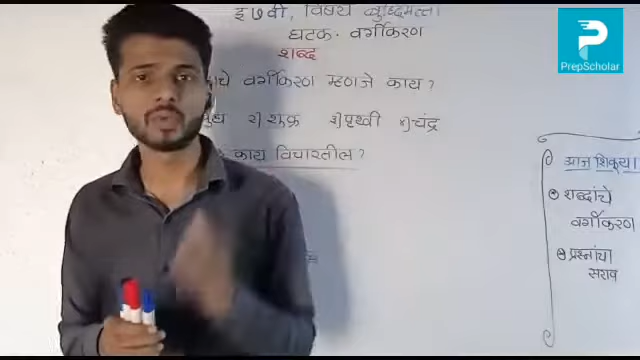 इ ७वी, विषय बुध्दिमत्ता
घटक - वर्गीकरण
शब्द
वर्गीकरण म्हणजे काय ?
२) शुक्र ३) पृथ्वी ४) चंद्र
काय विचारतील ?
आज शिकूया
शब्दांचे
वर्गीकरण
प्रश्नांचा
सराव
PrepScholar